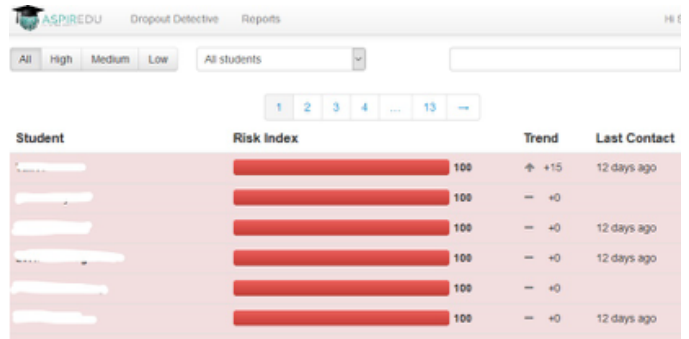 ASPIREDU Dropout Detective Reports Hi
All High Medium Low All students
1 2 3 4 ... 13 →
Student Risk Index Trend Last Contact
100 +15 12 days ago
100 +0
100 +0 12 days ago
100 +0 12 days ago
100 +0
100 +0 12 days ago